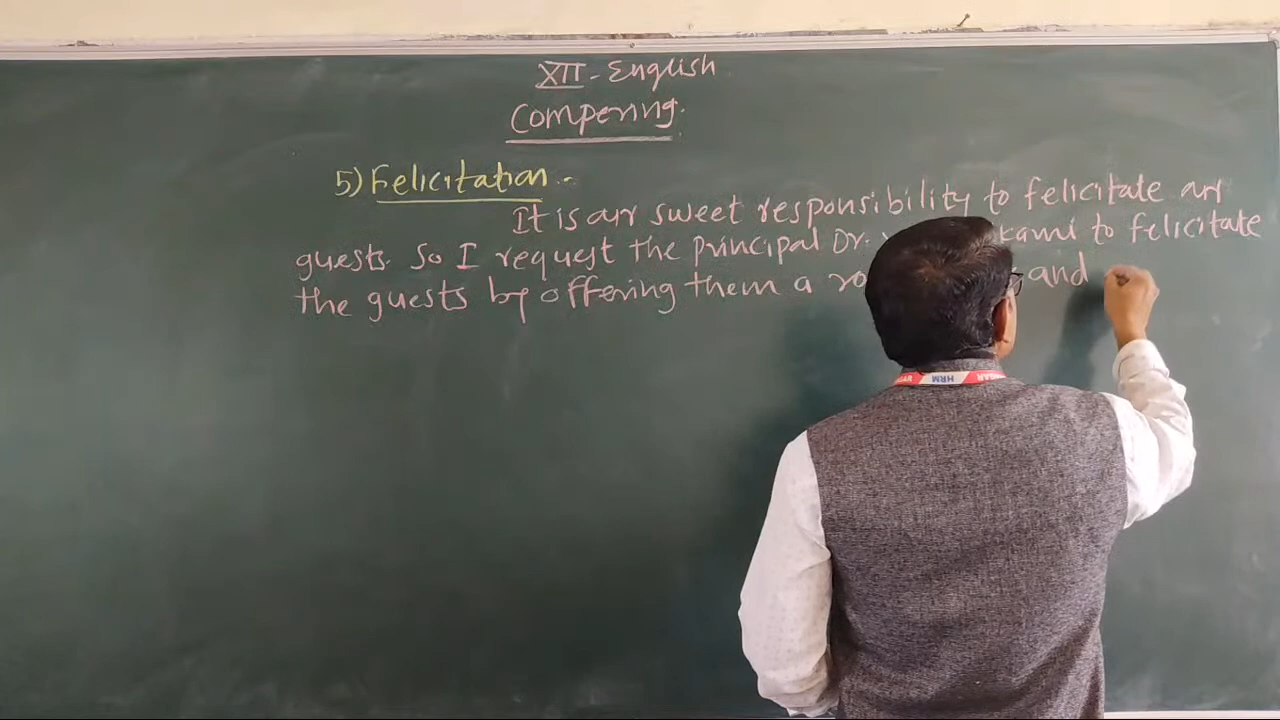 XII - English
Compering.
5) Felicitation -
It is our sweet responsibility to felicitate our
guests. So I request the principal Dr. to felicitate
the guests by offering them a and
HRM